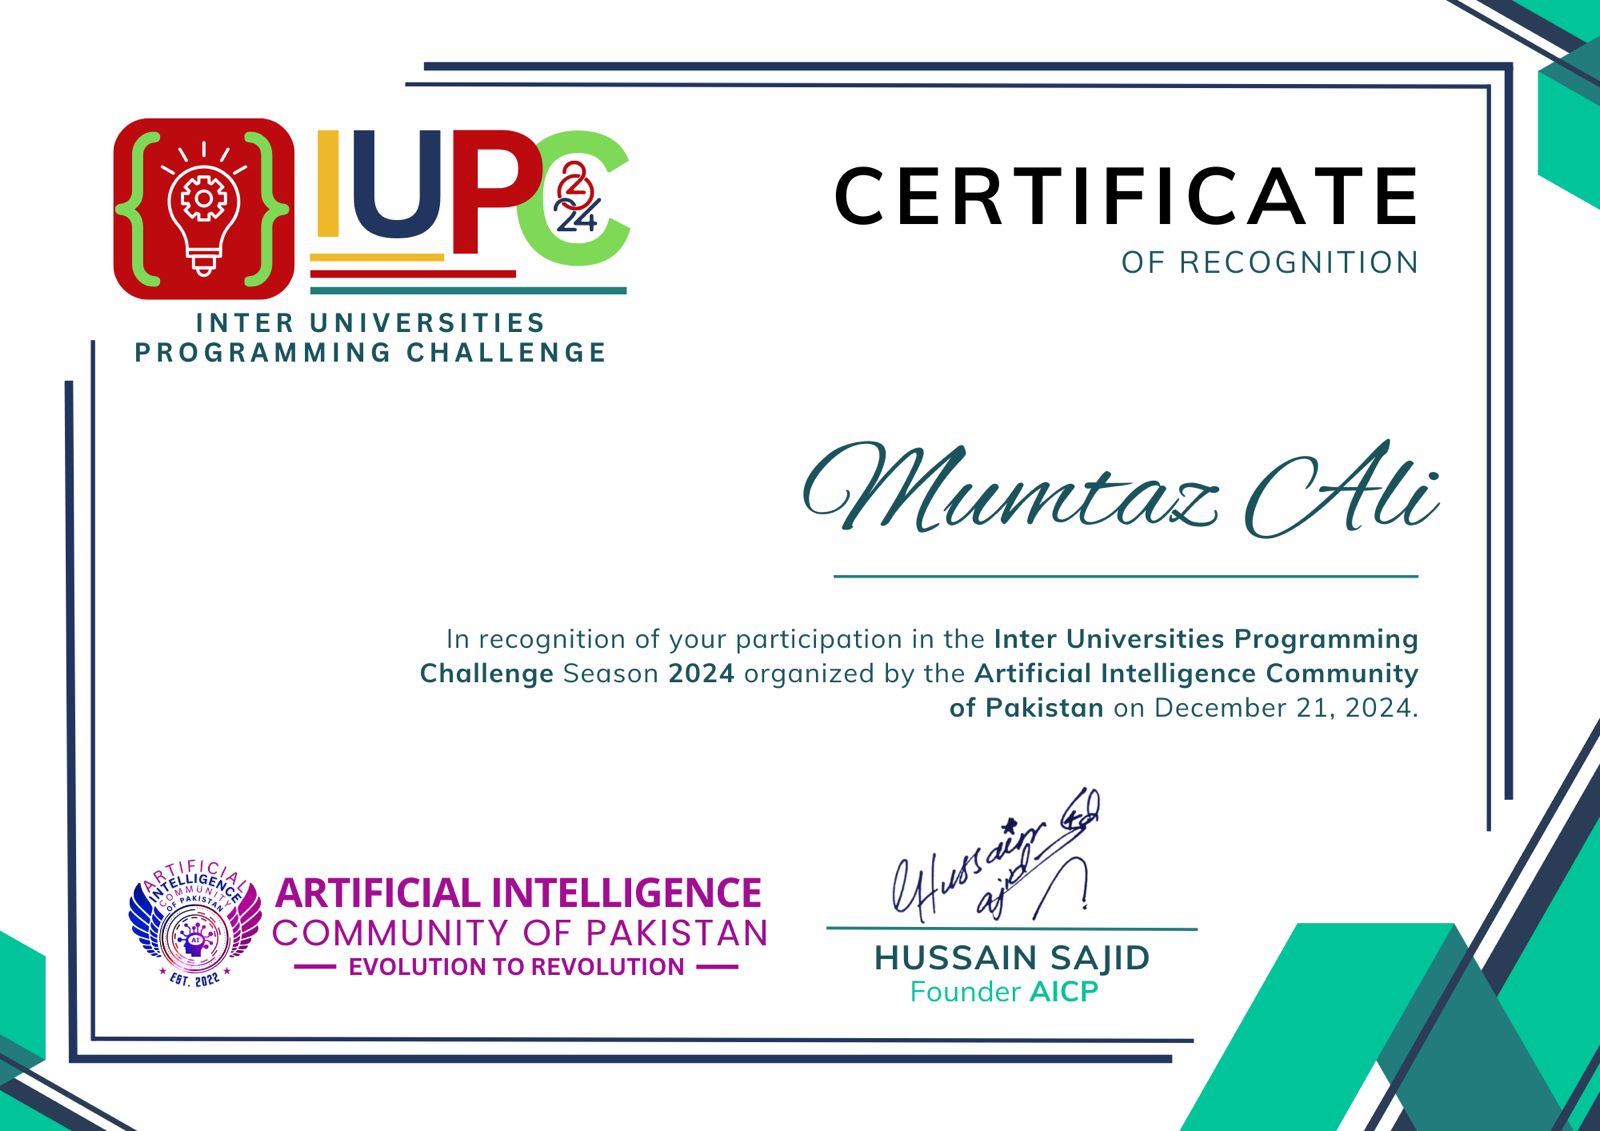 IUPC
2024
INTER UNIVERSITIES
PROGRAMMING CHALLENGE
CERTIFICATE
OF RECOGNITION
Mumtaz Ali
In recognition of your participation in the Inter Universities Programming
Challenge Season 2024 organized by the Artificial Intelligence Community
of Pakistan on December 21, 2024.
ARTIFICIAL
INTELLIGENCE
COMMUNITY
OF PAKISTAN
AI
EST. 2022
ARTIFICIAL INTELLIGENCE
COMMUNITY OF PAKISTAN
EVOLUTION TO REVOLUTION
Hussain
ajid
HUSSAIN SAJID
Founder AICP